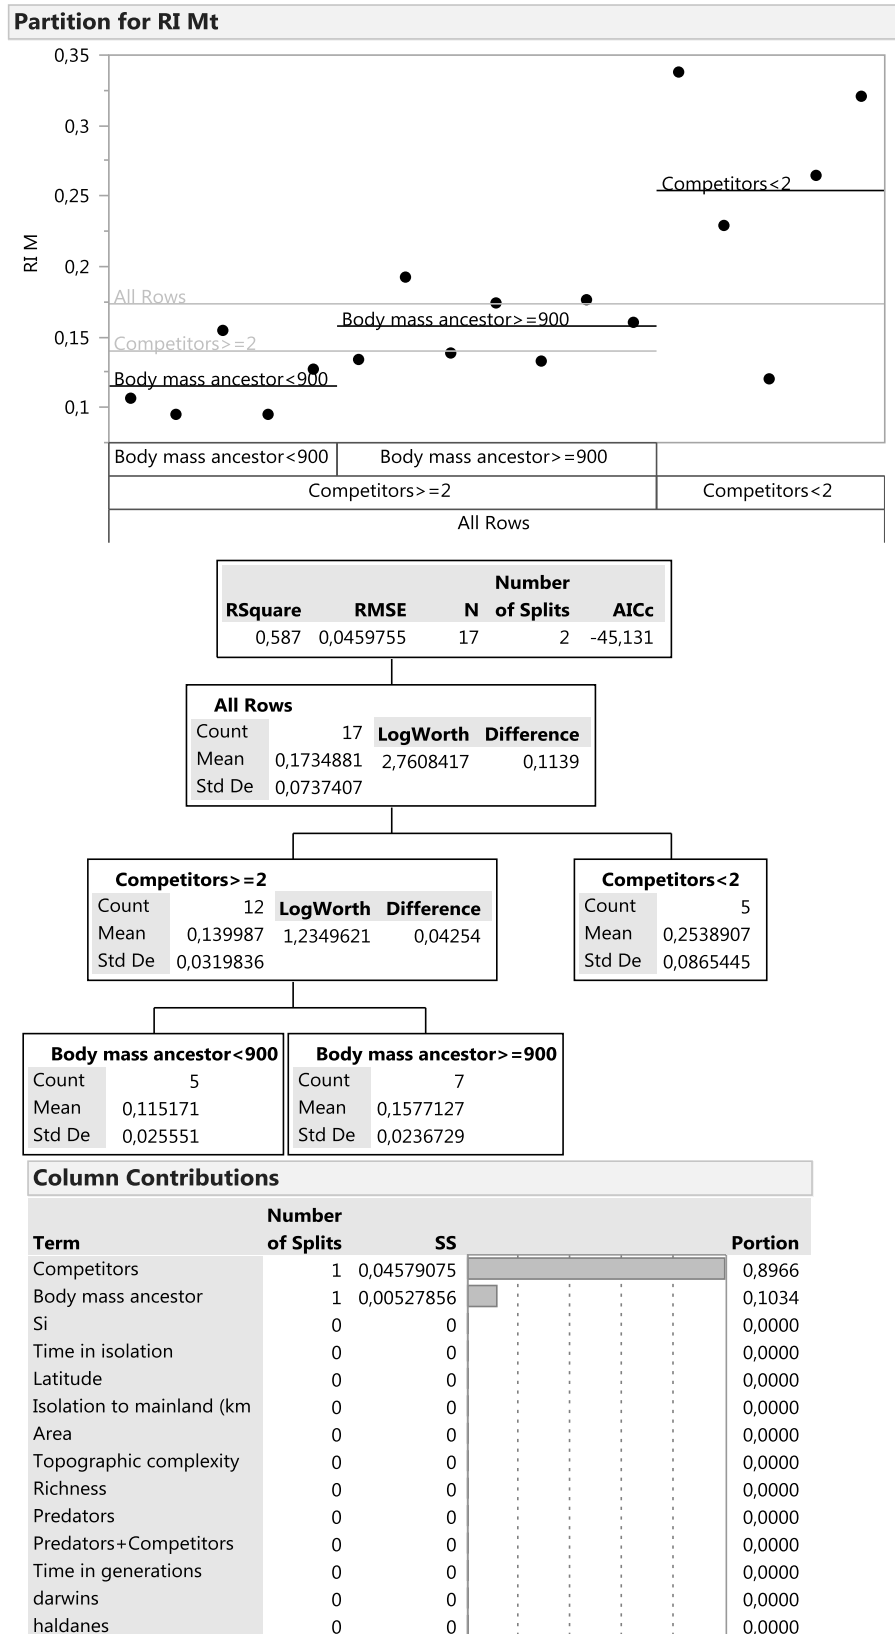 Partition for RI Mt
0,35
0,3
0,25
0,2
0,15
0,1
RI M
Competitors<2
All Rows
Body mass ancestor>=900
Competitors>=2
Body mass ancestor<900
Body mass ancestor<900 Body mass ancestor>=900
Competitors>=2 Competitors<2
All Rows
Number
RSquare RMSE N of Splits AICc
0,587 0,0459755 17 2 -45,131
All Rows
Count 17 LogWorth Difference
Mean 0,1734881 2,7608417 0,1139
Std De 0,0737407
Competitors>=2
Count 12 LogWorth Difference
Mean 0,139987 1,2349621 0,04254
Std De 0,0319836
Competitors<2
Count 5
Mean 0,2538907
Std De 0,0865445
Body mass ancestor<900
Count 5
Mean 0,115171
Std De 0,025551
Body mass ancestor>=900
Count 7
Mean 0,1577127
Std De 0,0236729
Column Contributions
Number
Term of Splits SS Portion
Competitors 1 0,04579075 0,8966
Body mass ancestor 1 0,00527856 0,1034
Si 0 0 0,0000
Time in isolation 0 0 0,0000
Latitude 0 0 0,0000
Isolation to mainland (km 0 0 0,0000
Area 0 0 0,0000
Topographic complexity 0 0 0,0000
Richness 0 0 0,0000
Predators 0 0 0,0000
Predators+Competitors 0 0 0,0000
Time in generations 0 0 0,0000
darwins 0 0 0,0000
haldanes 0 0 0,0000